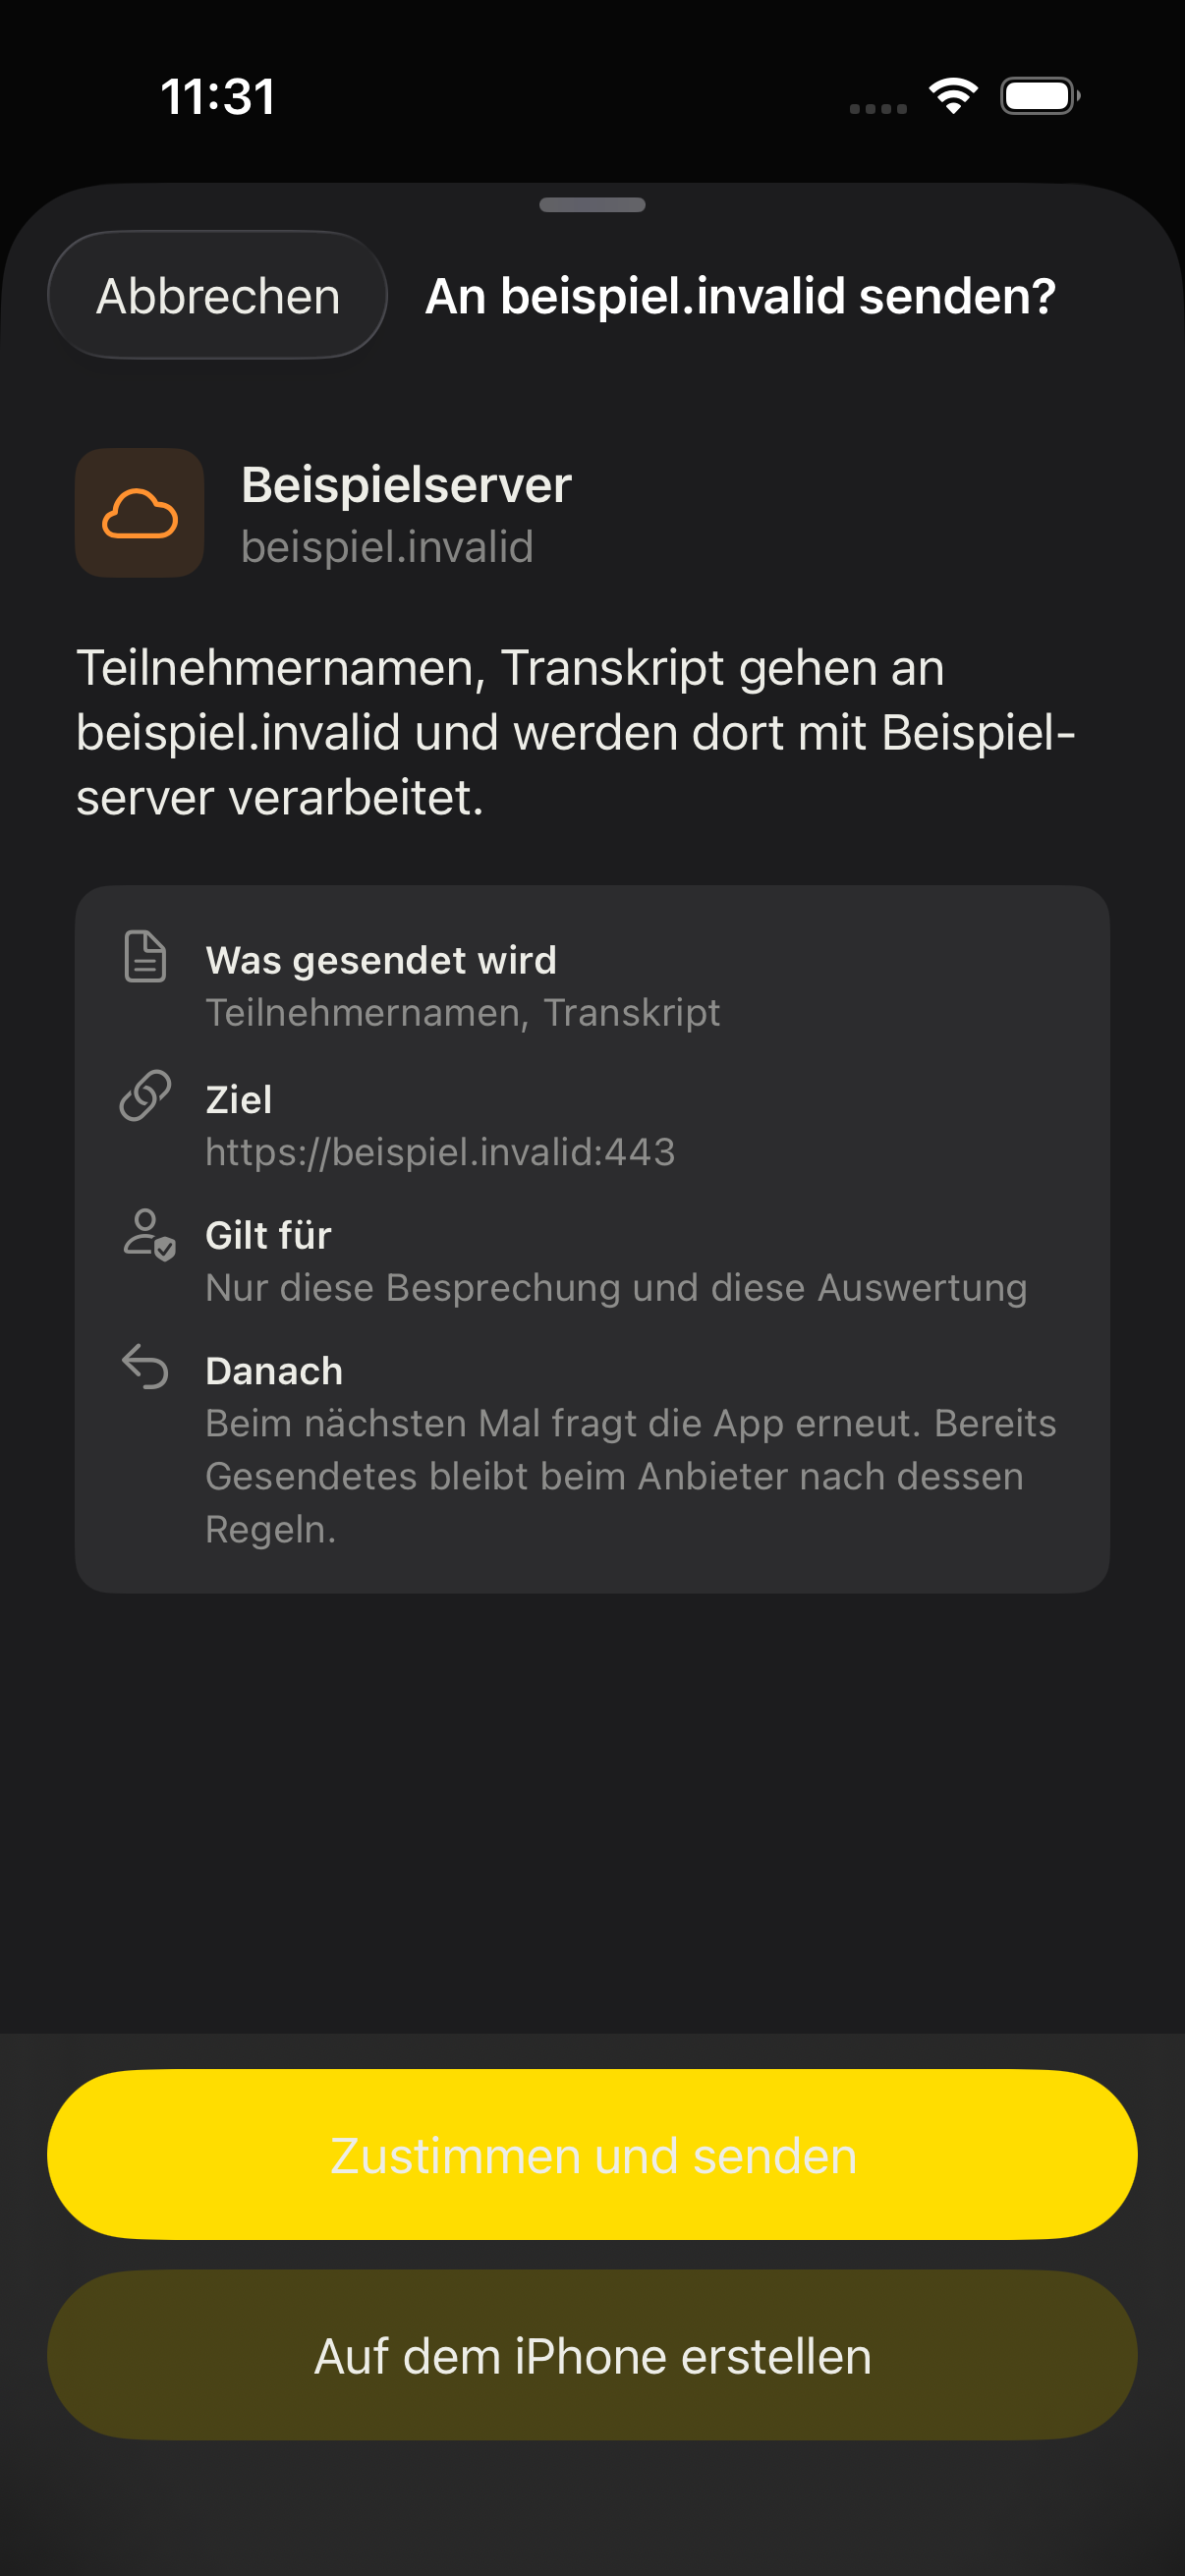 11:31
Abbrechen
An beispiel.invalid senden?
Beispielserver
beispiel.invalid
Teilnehmernamen, Transkript gehen an
beispiel.invalid und werden dort mit Beispiel-
server verarbeitet.
Was gesendet wird
Teilnehmernamen, Transkript
Ziel
https://beispiel.invalid:443
Gilt für
Nur diese Besprechung und diese Auswertung
Danach
Beim nächsten Mal fragt die App erneut. Bereits
Gesendetes bleibt beim Anbieter nach dessen
Regeln.
Zustimmen und senden
Auf dem iPhone erstellen